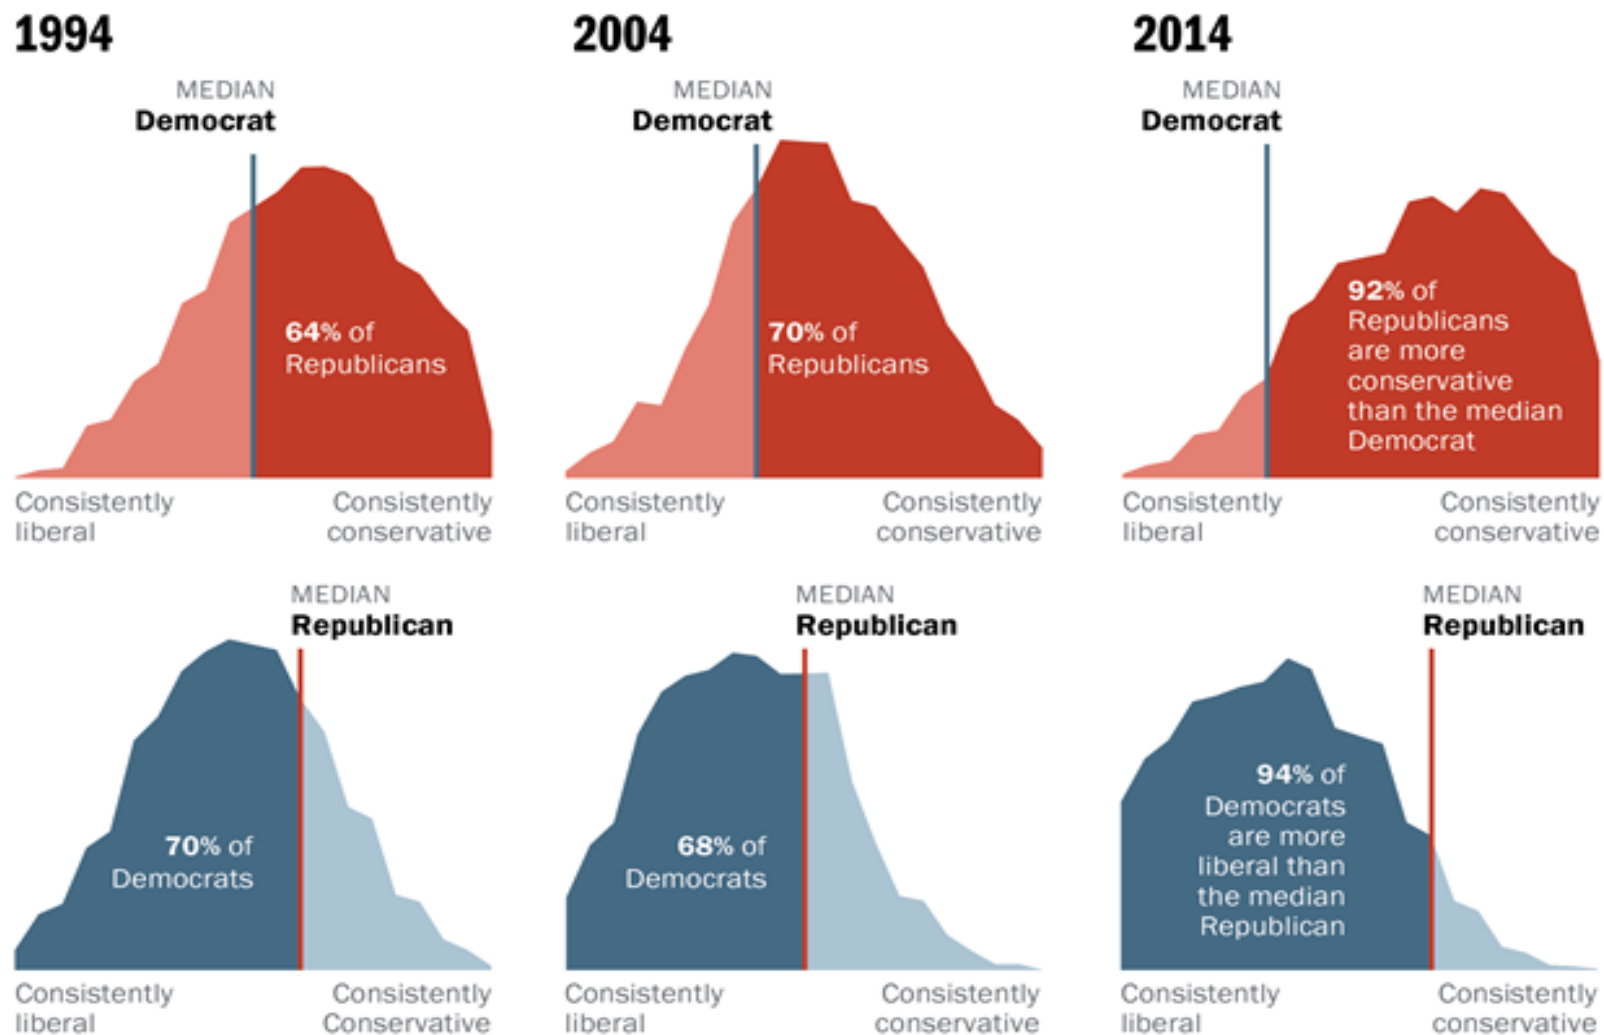 1994
MEDIAN
Democrat
64% of
Republicans
Consistently
liberal
Consistently
conservative
2004
MEDIAN
Democrat
70% of
Republicans
Consistently
liberal
Consistently
conservative
2014
MEDIAN
Democrat
92% of
Republicans
are more
conservative
than the median
Democrat
Consistently
liberal
Consistently
conservative
MEDIAN
Republican
70% of
Democrats
Consistently
liberal
Consistently
Conservative
MEDIAN
Republican
68% of
Democrats
Consistently
liberal
Consistently
conservative
MEDIAN
Republican
94% of
Democrats
are more
liberal than
the median
Republican
Consistently
liberal
Consistently
conservative